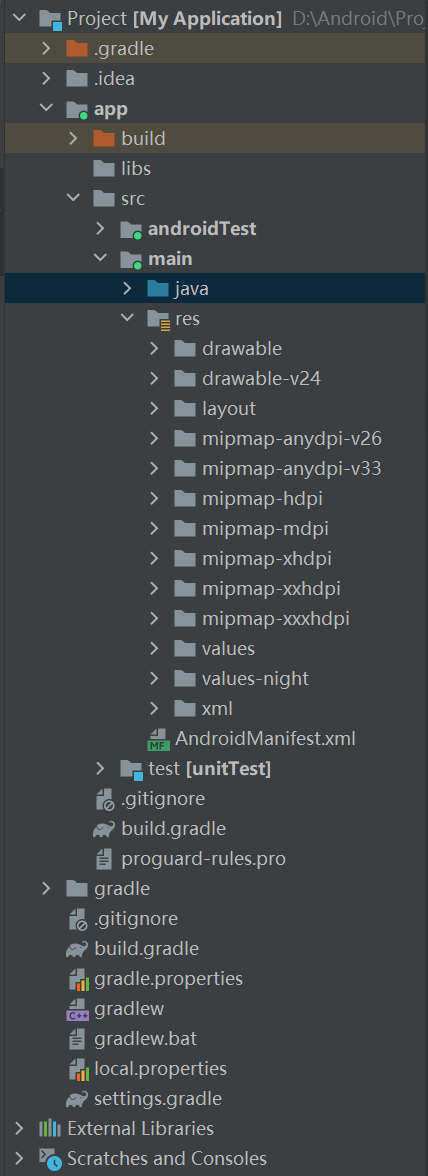 Project [My Application] D:\Android\Pro
.gradle
.idea
app
build
libs
src
androidTest
main
java
res
drawable
drawable-v24
layout
mipmap-anydpi-v26
mipmap-anydpi-v33
mipmap-hdpi
mipmap-mdpi
mipmap-xhdpi
mipmap-xxhdpi
mipmap-xxxhdpi
values
values-night
xml
MF AndroidManifest.xml
test [unitTest]
.gitignore
build.gradle
proguard-rules.pro
gradle
.gitignore
build.gradle
gradle.properties
C++ gradlew
gradlew.bat
local.properties
settings.gradle
External Libraries
Scratches and Consoles